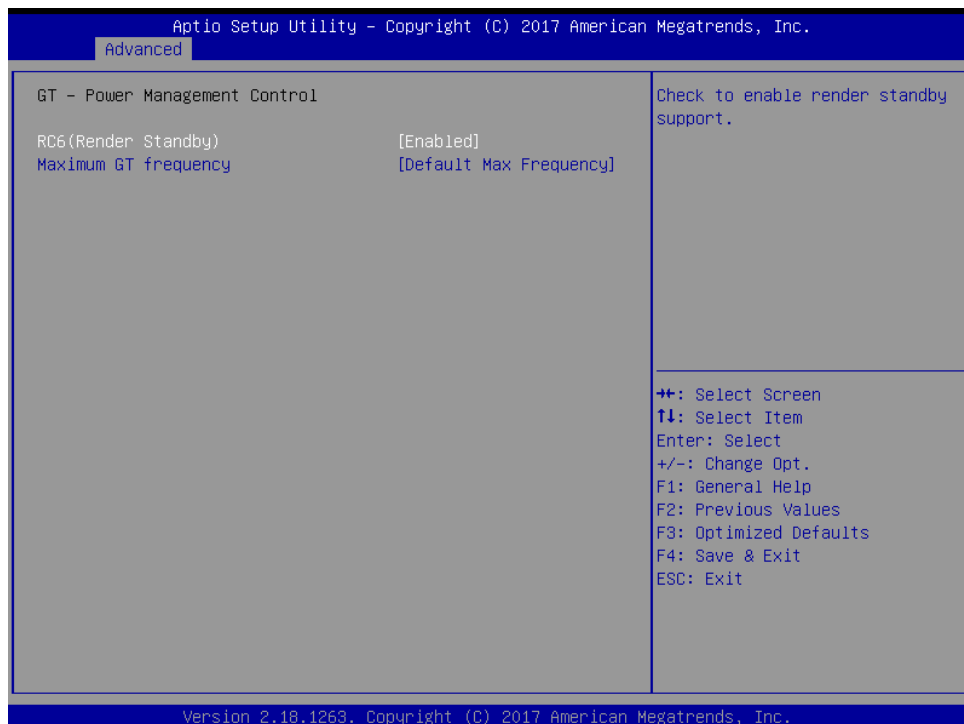 Aptio Setup Utility – Copyright (C) 2017 American Megatrends, Inc.
Advanced
GT – Power Management Control
RC6(Render Standby) [Enabled]
Maximum GT frequency [Default Max Frequency]
Check to enable render standby
support.
→←: Select Screen
↑↓: Select Item
Enter: Select
+/-: Change Opt.
F1: General Help
F2: Previous Values
F3: Optimized Defaults
F4: Save & Exit
ESC: Exit
Version 2.18.1263. Copyright (C) 2017 American Megatrends, Inc.